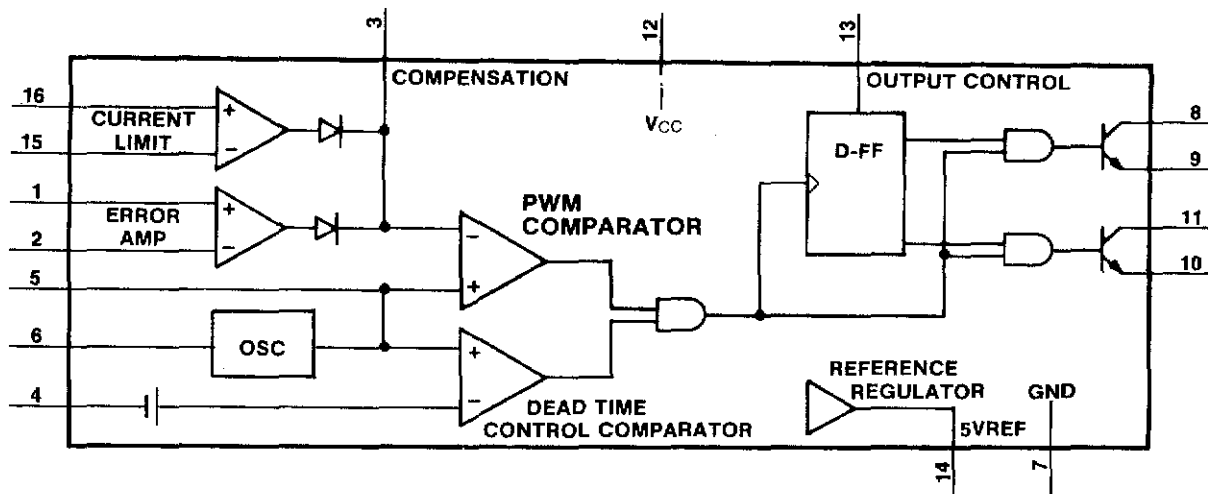 3
12
13
COMPENSATION
OUTPUT CONTROL
16
+
CURRENT
LIMIT
15
−
VCC
D-FF
8
9
1
+
ERROR
AMP
2
−
PWM
COMPARATOR
−
+
11
10
5
6
OSC
+
−
4
DEAD TIME
CONTROL COMPARATOR
REFERENCE
REGULATOR
GND
5VREF
14
7